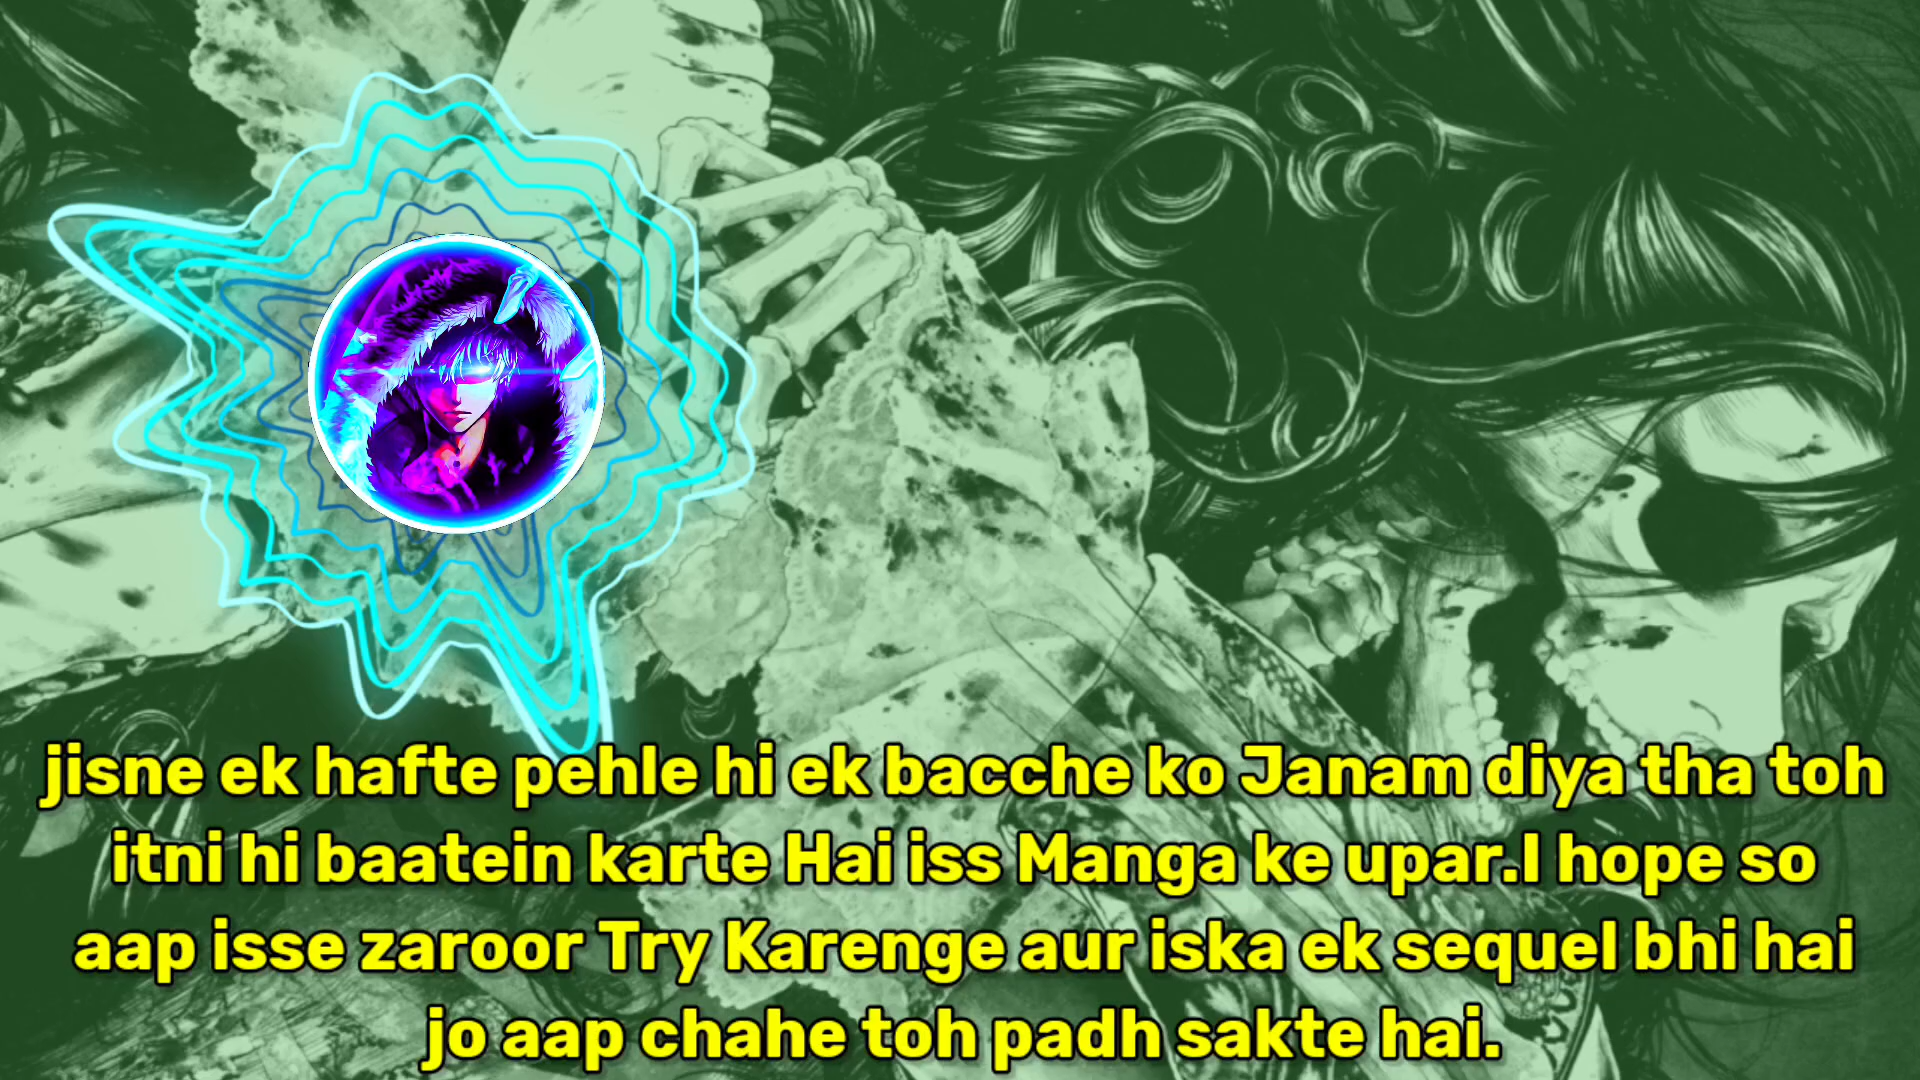 jisne ek hafte pehle hi ek bacche ko Janam diya tha toh
itni hi baatein karte Hai iss Manga ke upar.I hope so
aap isse zaroor Try Karenge aur iska ek sequel bhi hai
jo aap chahe toh padh sakte hai.